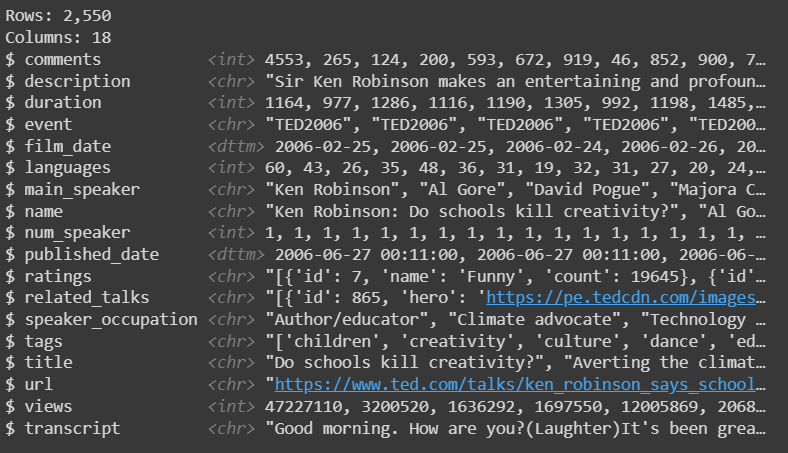 Rows: 2,550
Columns: 18
$ comments <int> 4553, 265, 124, 200, 593, 672, 919, 46, 852, 900, 7…
$ description <chr> "Sir Ken Robinson makes an entertaining and profoun…
$ duration <int> 1164, 977, 1286, 1116, 1190, 1305, 992, 1198, 1485,…
$ event <chr> "TED2006", "TED2006", "TED2006", "TED2006", "TED200…
$ film_date <dttm> 2006-02-25, 2006-02-25, 2006-02-24, 2006-02-26, 20…
$ languages <int> 60, 43, 26, 35, 48, 36, 31, 19, 32, 31, 27, 20, 24,…
$ main_speaker <chr> "Ken Robinson", "Al Gore", "David Pogue", "Majora C…
$ name <chr> "Ken Robinson: Do schools kill creativity?", "Al Go…
$ num_speaker <int> 1, 1, 1, 1, 1, 1, 1, 1, 1, 1, 1, 1, 1, 1, 1, 1, 1, …
$ published_date <dttm> 2006-06-27 00:11:00, 2006-06-27 00:11:00, 2006-06-…
$ ratings <chr> "[{'id': 7, 'name': 'Funny', 'count': 19645}, {'id'…
$ related_talks <chr> "[{'id': 865, 'hero': 'https://pe.tedcdn.com/images…
$ speaker_occupation <chr> "Author/educator", "Climate advocate", "Technology …
$ tags <chr> "['children', 'creativity', 'culture', 'dance', 'ed…
$ title <chr> "Do schools kill creativity?", "Averting the climat…
$ url <chr> "https://www.ted.com/talks/ken_robinson_says_school…
$ views <int> 47227110, 3200520, 1636292, 1697550, 12005869, 2068…
$ transcript <chr> "Good morning. How are you?(Laughter)It's been grea…